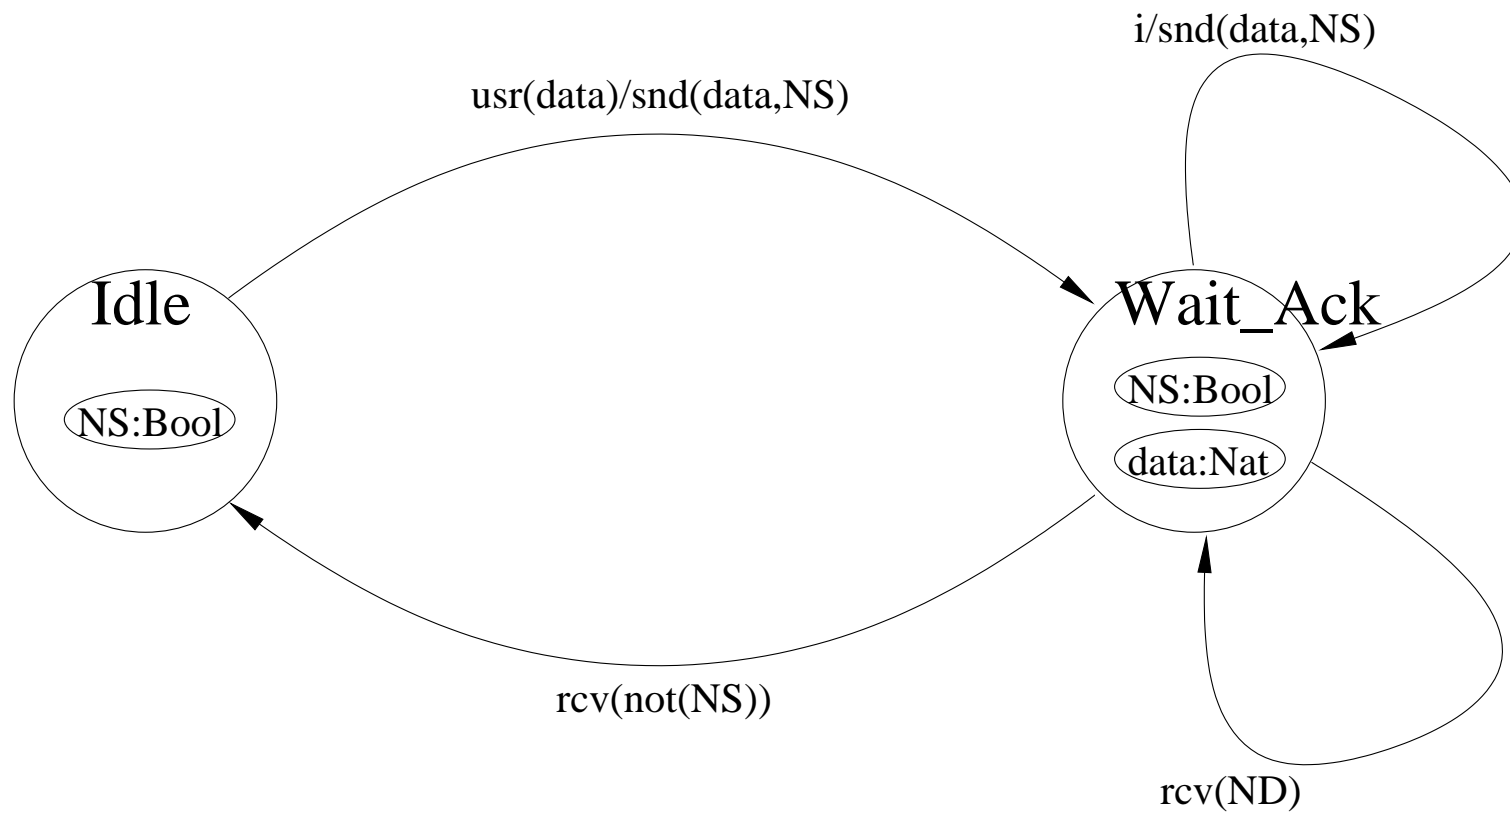 i/snd(data,NS)
usr(data)/snd(data,NS)
Idle
Wait_Ack
NS:Bool
NS:Bool
data:Nat
rcv(not(NS))
rcv(ND)